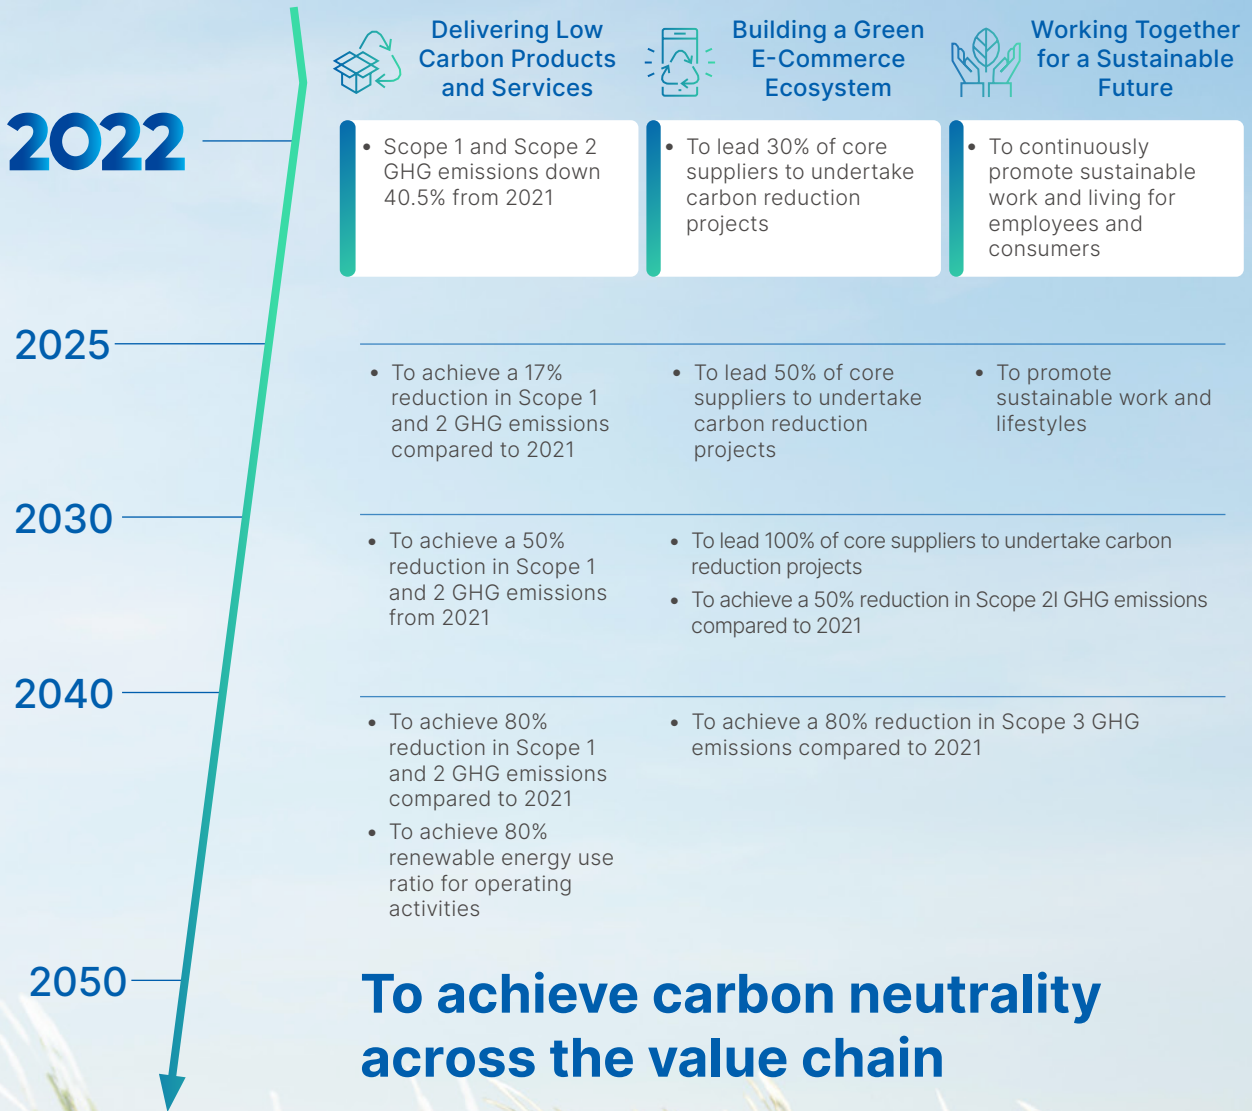 Delivering Low
Carbon Products
and Services
Building a Green
E-Commerce
Ecosystem
Working Together
for a Sustainable
Future
2022
• Scope 1 and Scope 2
GHG emissions down
40.5% from 2021
• To lead 30% of core
suppliers to undertake
carbon reduction
projects
• To continuously
promote sustainable
work and living for
employees and
consumers
2025
• To achieve a 17%
reduction in Scope 1
and 2 GHG emissions
compared to 2021
• To lead 50% of core
suppliers to undertake
carbon reduction
projects
• To promote
sustainable work and
lifestyles
2030
• To achieve a 50%
reduction in Scope 1
and 2 GHG emissions
from 2021
• To lead 100% of core suppliers to undertake carbon
reduction projects
• To achieve a 50% reduction in Scope 2l GHG emissions
compared to 2021
2040
• To achieve 80%
reduction in Scope 1
and 2 GHG emissions
compared to 2021
• To achieve 80%
renewable energy use
ratio for operating
activities
• To achieve a 80% reduction in Scope 3 GHG
emissions compared to 2021
2050
To achieve carbon neutrality
across the value chain